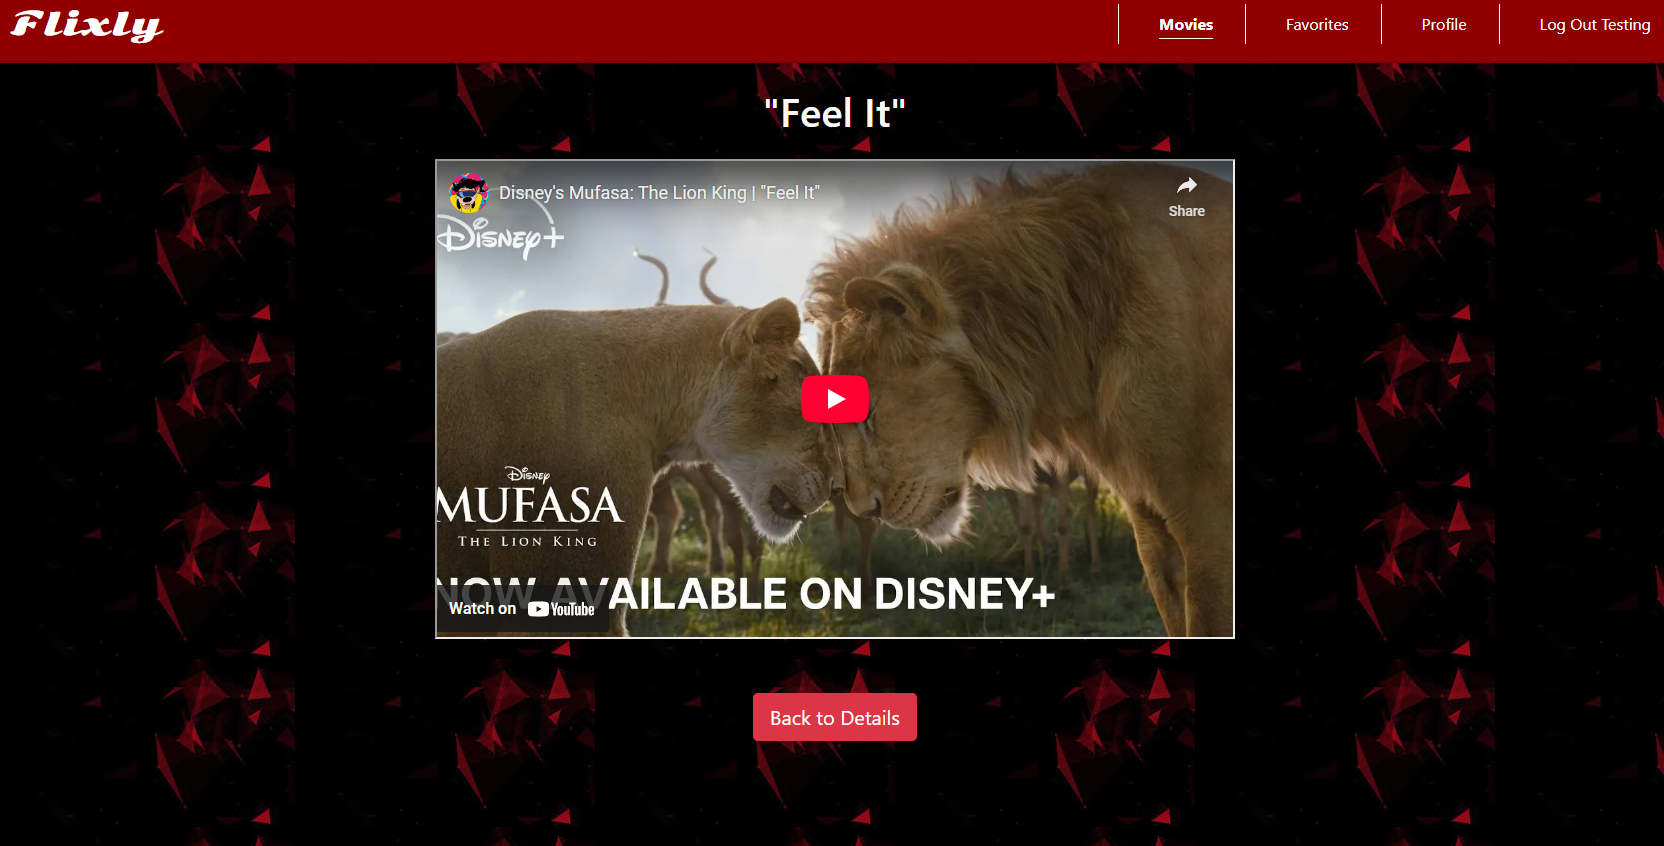 Flixly
Movies
Favorites
Profile
Log Out Testing
"Feel It"
Disney's Mufasa: The Lion King | "Feel It"
Share
Disney+
Disney
MUFASA
THE LION KING
NOW AVAILABLE ON DISNEY+
Watch on YouTube
Back to Details